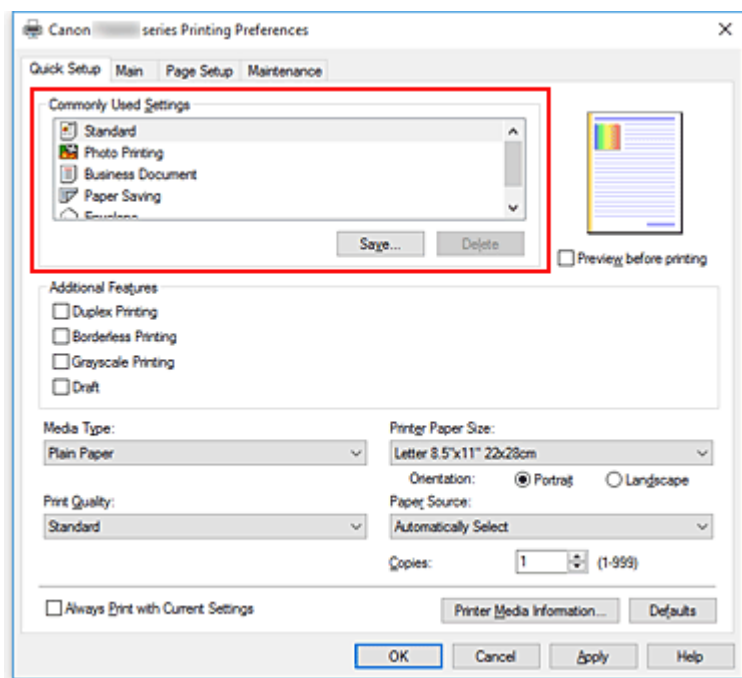 Canon series Printing Preferences
Quick Setup Main Page Setup Maintenance
Commonly Used Settings
Standard
Photo Printing
Business Document
Paper Saving
Envelope
Save... Delete
Preview before printing
Additional Features
Duplex Printing
Borderless Printing
Grayscale Printing
Draft
Media Type:
Plain Paper
Printer Paper Size:
Letter 8.5"x11" 22x28cm
Orientation: Portrait Landscape
Print Quality:
Standard
Paper Source:
Automatically Select
Copies: 1 (1-999)
Always Print with Current Settings
Printer Media Information... Defaults
OK Cancel Apply Help